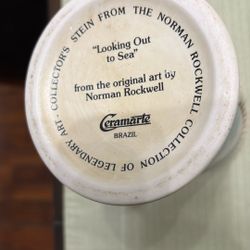 COLLECTOR'S STEIN FROM THE NORMAN ROCKWELL COLLECTION OF LEGENDARY ART.
"Looking Out
to Sea"
from the original art by
Norman Rockwell
Ceramarte
BRAZIL